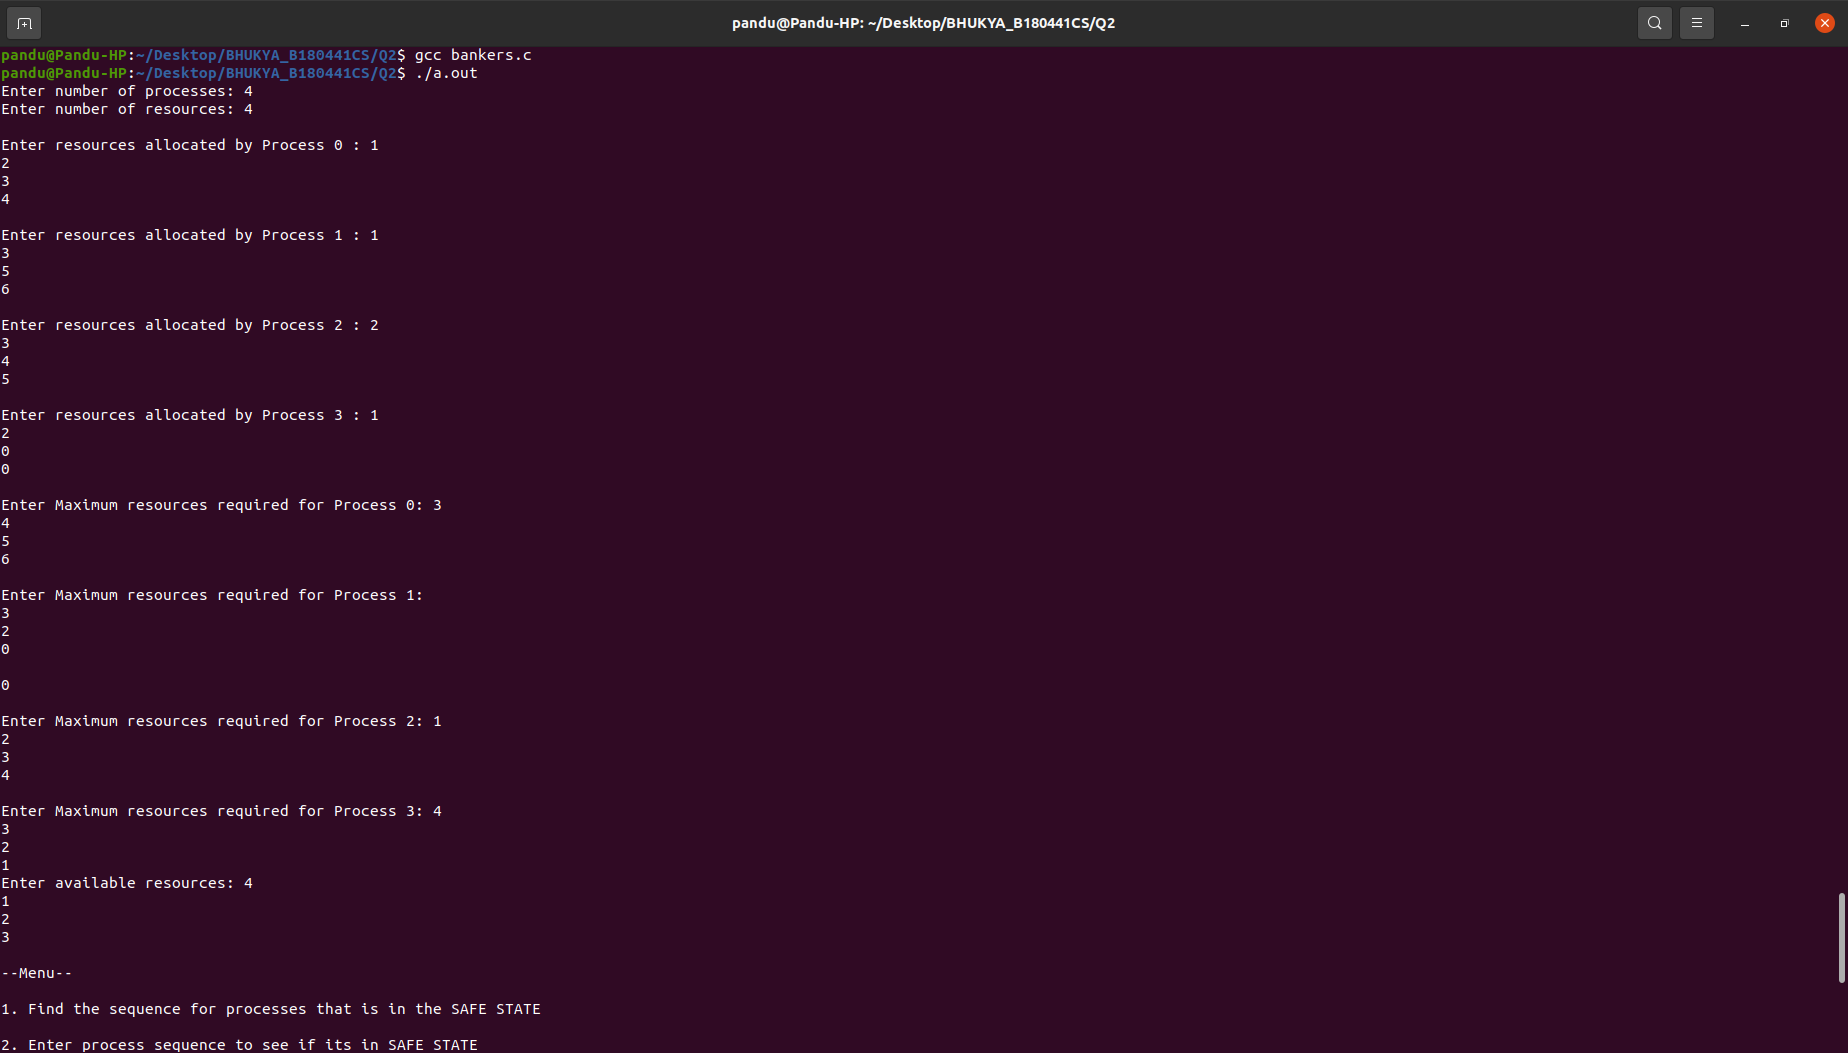 pandu@Pandu-HP: ~/Desktop/BHUKYA_B180441CS/Q2
pandu@Pandu-HP:~/Desktop/BHUKYA_B180441CS/Q2$ gcc bankers.c
pandu@Pandu-HP:~/Desktop/BHUKYA_B180441CS/Q2$ ./a.out
Enter number of processes: 4
Enter number of resources: 4
Enter resources allocated by Process 0 : 1
2
3
4
Enter resources allocated by Process 1 : 1
3
5
6
Enter resources allocated by Process 2 : 2
3
4
5
Enter resources allocated by Process 3 : 1
2
0
0
Enter Maximum resources required for Process 0: 3
4
5
6
Enter Maximum resources required for Process 1:
3
2
0
0
Enter Maximum resources required for Process 2: 1
2
3
4
Enter Maximum resources required for Process 3: 4
3
2
1
Enter available resources: 4
1
2
3
--Menu--
1. Find the sequence for processes that is in the SAFE STATE
2. Enter process sequence to see if its in SAFE STATE